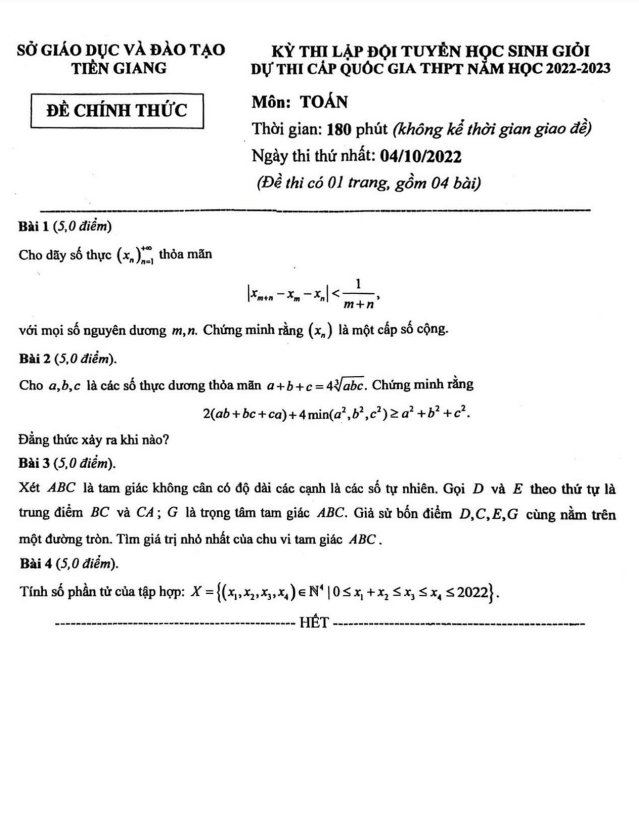 SỞ GIÁO DỤC VÀ ĐÀO TẠO
TIỀN GIANG
ĐỀ CHÍNH THỨC
KỲ THI LẬP ĐỘI TUYỂN HỌC SINH GIỎI
DỰ THI CẤP QUỐC GIA THPT NĂM HỌC 2022-2023
Môn: TOÁN
Thời gian: 180 phút (không kể thời gian giao đề)
Ngày thi thứ nhất: 04/10/2022
(Đề thi có 01 trang, gồm 04 bài)
Bài 1 (5,0 điểm)
Cho dãy số thực $(x_n)_{n=1}^{+\infty}$ thỏa mãn
$|x_{m+n} - x_m - x_n| < \frac{1}{m+n}$,
với mọi số nguyên dương m,n. Chứng minh rằng $(x_n)$ là một cấp số cộng.
Bài 2 (5,0 điểm).
Cho a,b,c là các số thực dương thỏa mãn $a+b+c = 4\sqrt[3]{abc}$. Chứng minh rằng
$2(ab+bc+ca)+4\min(a^2,b^2,c^2) \ge a^2+b^2+c^2$.
Đẳng thức xảy ra khi nào?
Bài 3 (5,0 điểm).
Xét ABC là tam giác không cân có độ dài các cạnh là các số tự nhiên. Gọi D và E theo thứ tự là
trung điểm BC và CA; G là trọng tâm tam giác ABC. Giả sử bốn điểm D,C,E,G cùng nằm trên
một đường tròn. Tìm giá trị nhỏ nhất của chu vi tam giác ABC.
Bài 4 (5,0 điểm).
Tính số phần tử của tập hợp: $X = \{(x_1,x_2,x_3,x_4) \in \mathbb{N}^4 | 0 \le x_1+x_2 \le x_3 \le x_4 \le 2022\}$.
HẾT